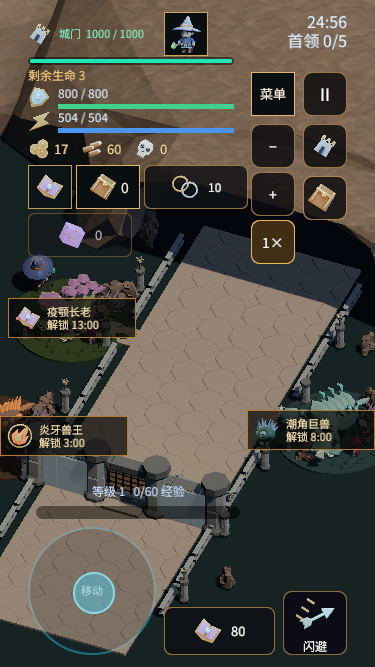 城门 1000 / 1000
24:56
首领 0/5
剩余生命 3
800 / 800
504 / 504
菜单
17
60
0
0
10
0
1×
疫颚长老
解锁 13:00
炎牙兽王
解锁 3:00
潮角巨兽
解锁 8:00
等级 1 0/60 经验
移动
80
闪避